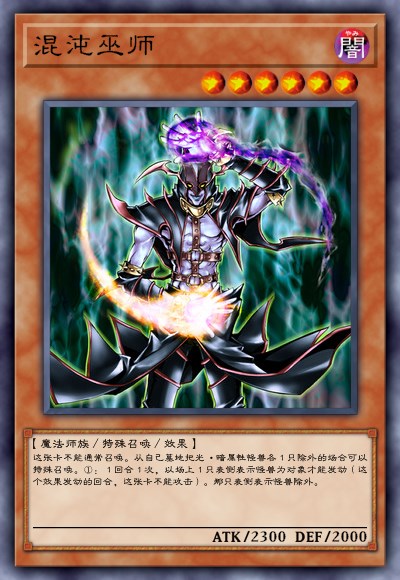 混沌巫师
やみ
闇
【魔法师族／特殊召唤／效果】
这张卡不能通常召唤。从自己墓地把光·暗属性怪兽各１只除外的场合可以
特殊召唤。①：１回合１次，以场上１只表侧表示怪兽为对象才能发动（这
个效果发动的回合，这张卡不能攻击）。那只表侧表示怪兽除外。
ATK/2300 DEF/2000